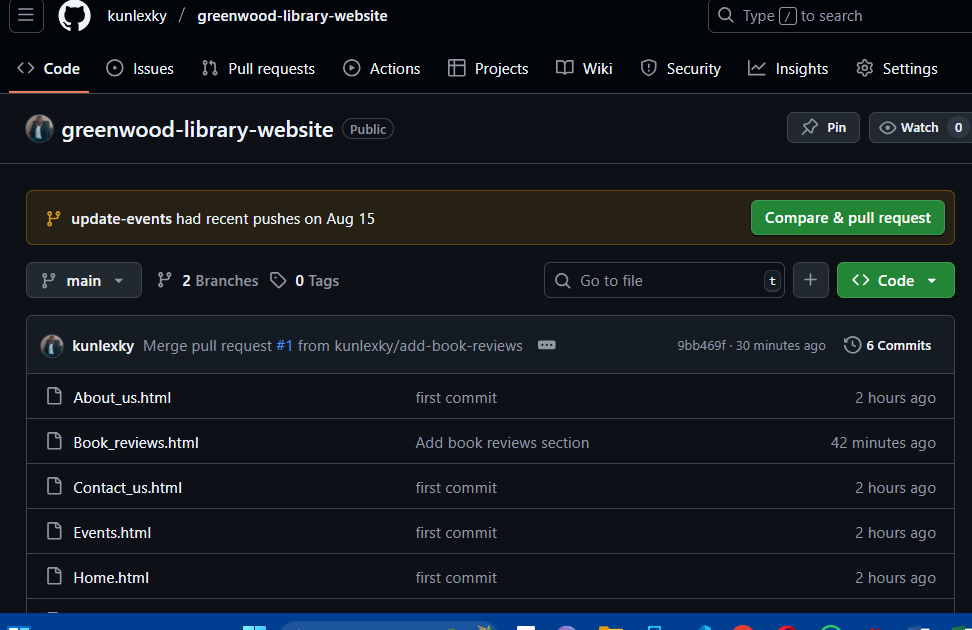 kunlexky / greenwood-library-website
Type / to search
Code Issues Pull requests Actions Projects Wiki Security Insights Settings
greenwood-library-website Public
Pin Watch 0
update-events had recent pushes on Aug 15
Compare & pull request
main 2 Branches 0 Tags
Go to file t + Code
kunlexky Merge pull request #1 from kunlexky/add-book-reviews 9bb469f · 30 minutes ago 6 Commits
About_us.html first commit 2 hours ago
Book_reviews.html Add book reviews section 42 minutes ago
Contact_us.html first commit 2 hours ago
Events.html first commit 2 hours ago
Home.html first commit 2 hours ago